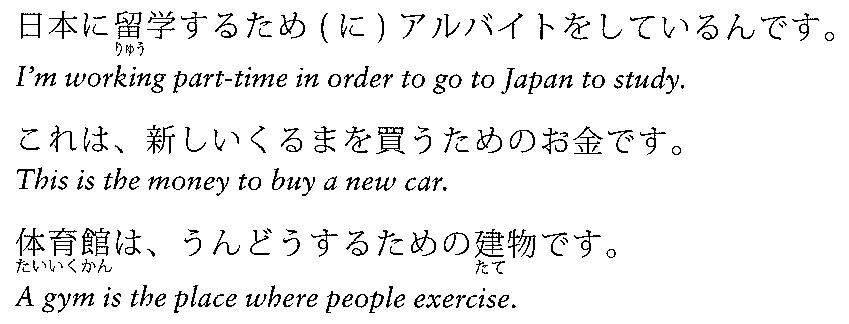 日本に留学するため(に)アルバイトをしているんです。
りゅう
I'm working part-time in order to go to Japan to study.
これは、新しいくるまを買うためのお金です。
This is the money to buy a new car.
体育館は、うんどうするための建物です。
たいいくかん たて
A gym is the place where people exercise.